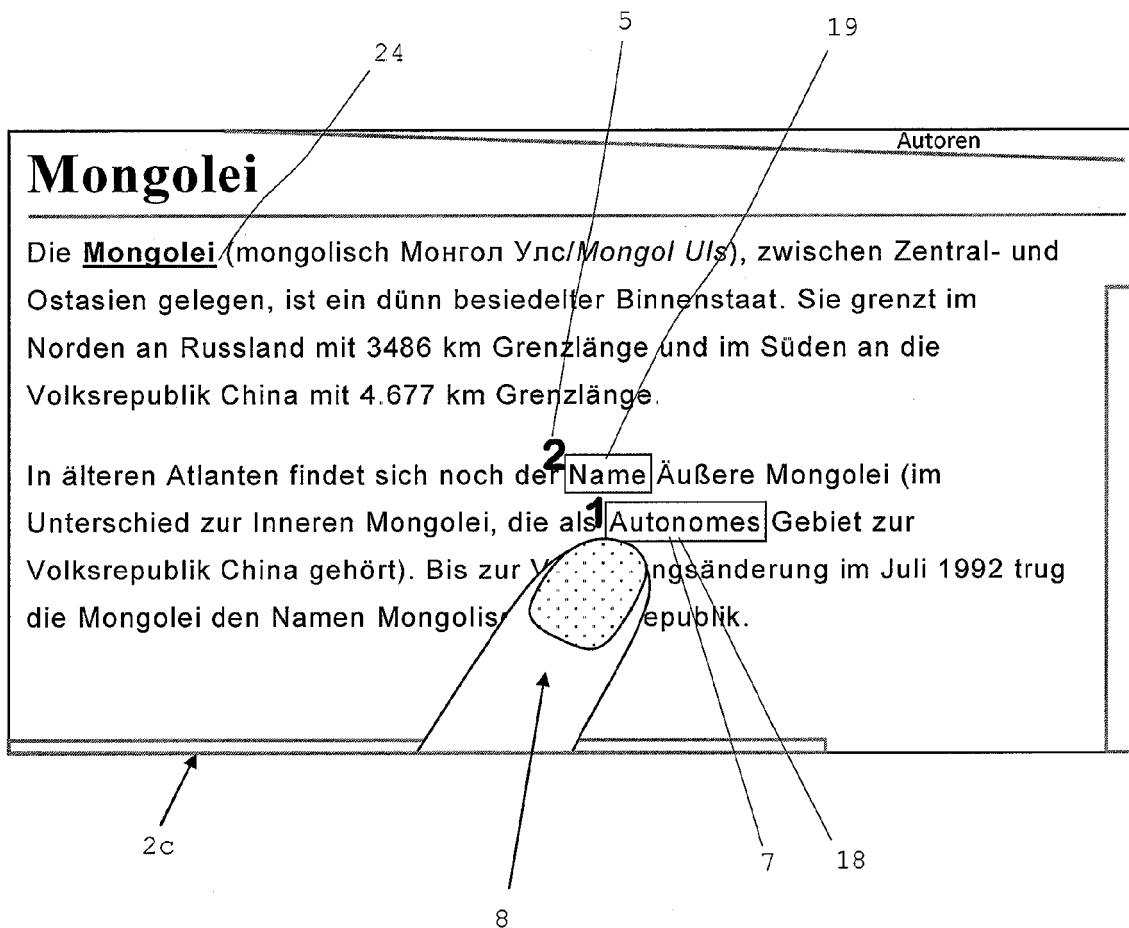 5
19
24
Autoren
Mongolei
Die Mongolei (mongolisch Монгол Улс/Mongol Uls), zwischen Zentral- und
Ostasien gelegen, ist ein dünn besiedelter Binnenstaat. Sie grenzt im
Norden an Russland mit 3486 km Grenzlänge und im Süden an die
Volksrepublik China mit 4.677 km Grenzlänge.
2
In älteren Atlanten findet sich noch der Name Äußere Mongolei (im
1
Unterschied zur Inneren Mongolei, die als Autonomes Gebiet zur
Volksrepublik China gehört). Bis zur V ngsänderung im Juli 1992 trug
die Mongolei den Namen Mongolisc epublik.
2c
7
18
8